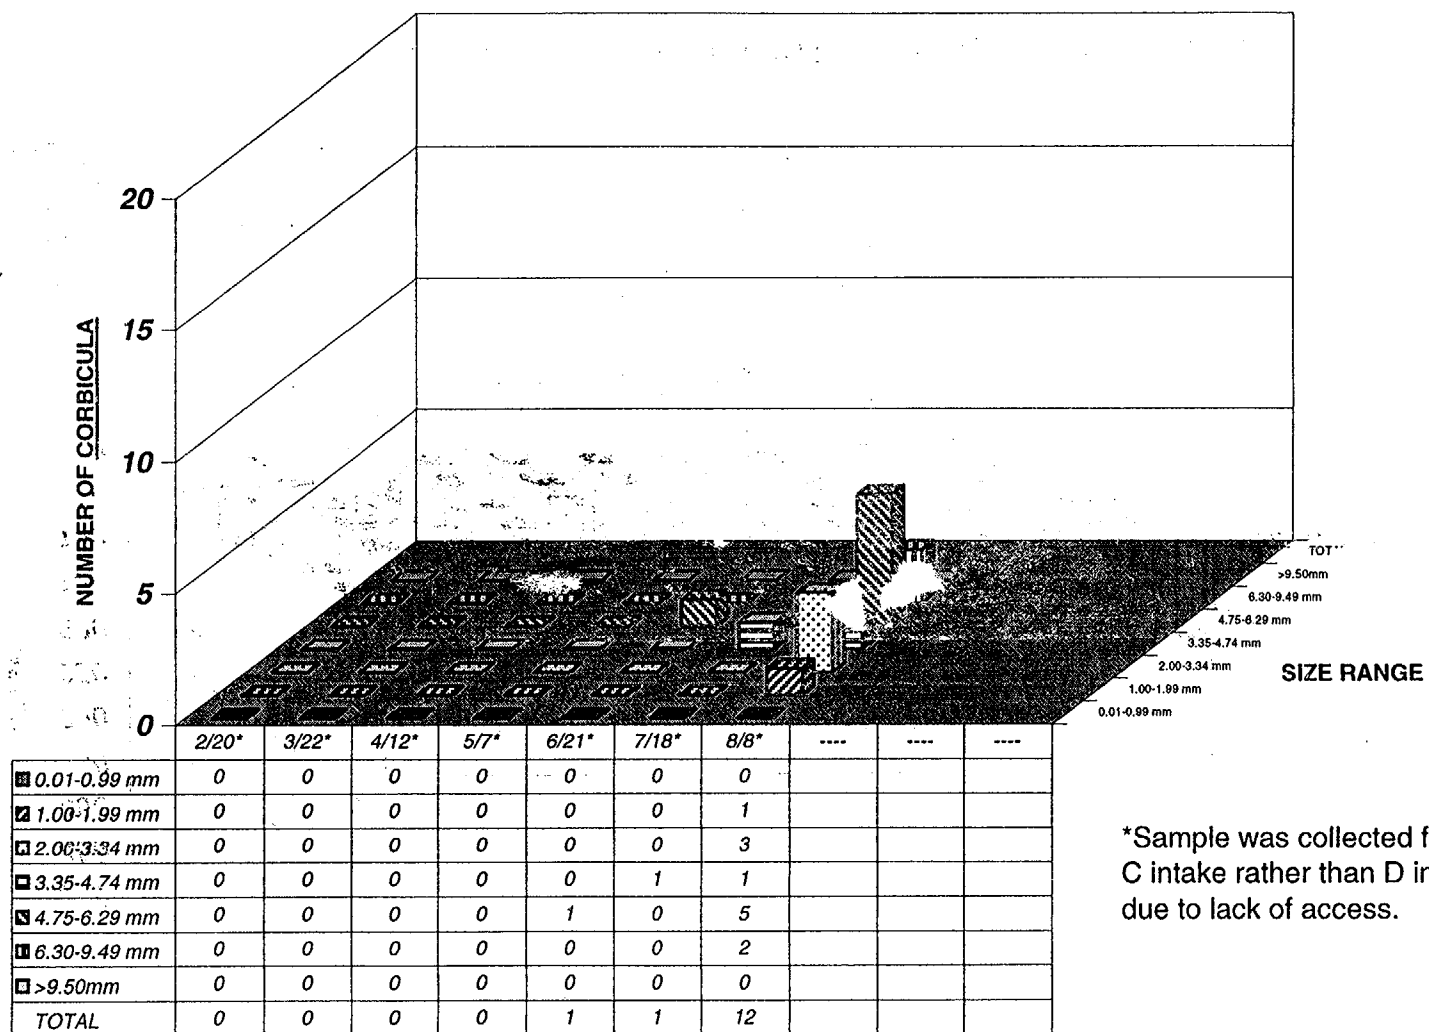 20
15
10
5
0
NUMBER OF CORBICULA
TOT
>9.50mm
6.30-9.49 mm
4.75-6.29 mm
3.35-4.74 mm
2.00-3.34 mm
1.00-1.99 mm
0.01-0.99 mm
SIZE RANGE
2/20* 3/22* 4/12* 5/7* 6/21* 7/18* 8/8* ---- ---- ----
0.01-0.99 mm 0 0 0 0 0 0 0
1.00-1.99 mm 0 0 0 0 0 0 1
2.00-3.34 mm 0 0 0 0 0 0 3
3.35-4.74 mm 0 0 0 0 0 1 1
4.75-6.29 mm 0 0 0 0 1 0 5
6.30-9.49 mm 0 0 0 0 0 0 2
>9.50mm 0 0 0 0 0 0 0
TOTAL 0 0 0 0 1 1 12
*Sample was collected f
C intake rather than D in
due to lack of access.